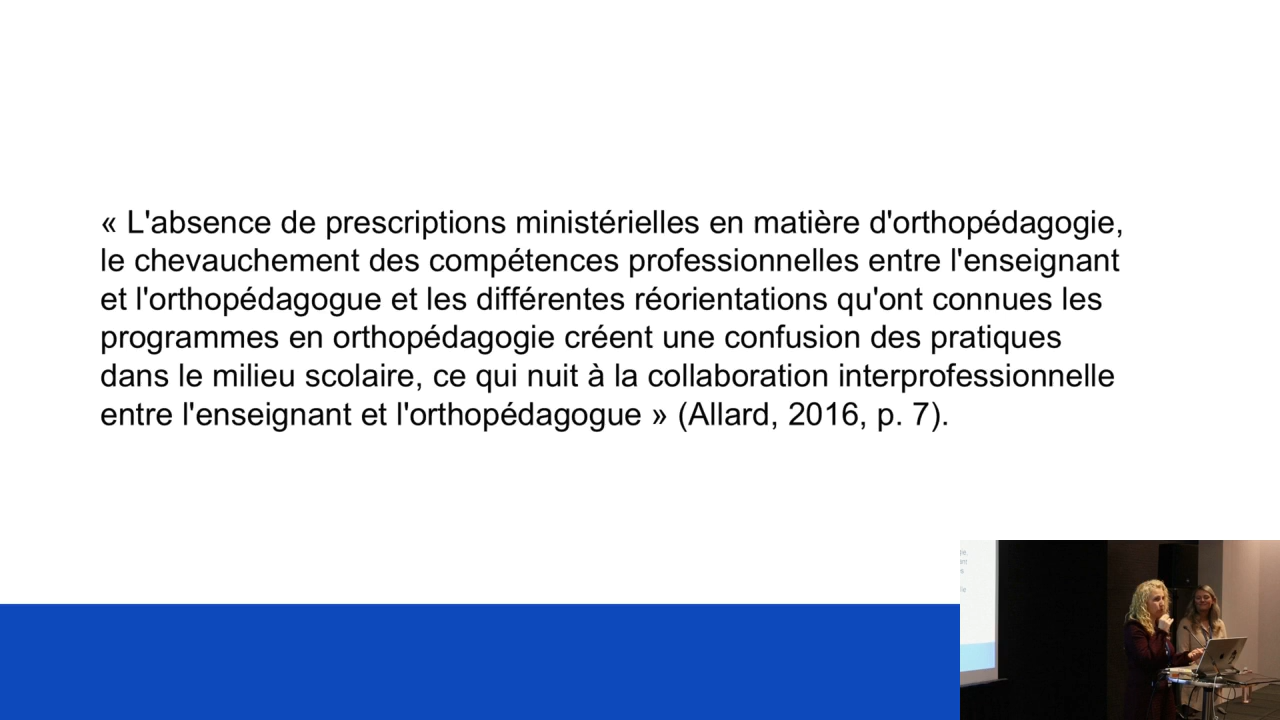 « L'absence de prescriptions ministérielles en matière d'orthopédagogie,
le chevauchement des compétences professionnelles entre l'enseignant
et l'orthopédagogue et les différentes réorientations qu'ont connues les
programmes en orthopédagogie créent une confusion des pratiques
dans le milieu scolaire, ce qui nuit à la collaboration interprofessionnelle
entre l'enseignant et l'orthopédagogue » (Allard, 2016, p. 7).